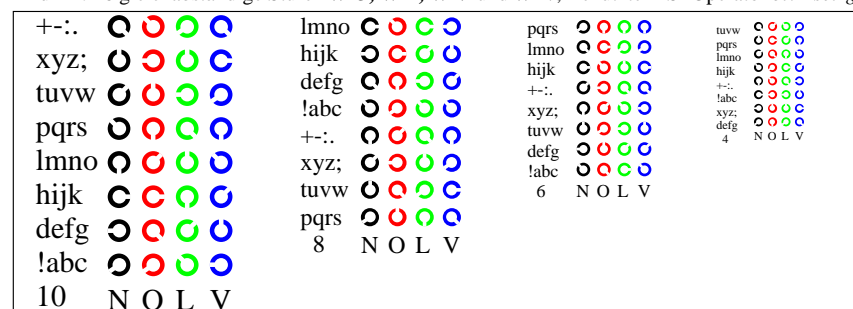 +-:.
xyz;
tuvw
pqrs
lmno
hijk
defg
!abc
10 N O L V
lmno
hijk
defg
!abc
+-:.
xyz;
tuvw
pqrs
8 N O L V
pqrs
lmno
hijk
+-:.
xyz;
tuvw
defg
!abc
6 N O L V
tuvw
pqrs
lmno
hijk
+-:.
!abc
xyz;
defg
4 N O L V